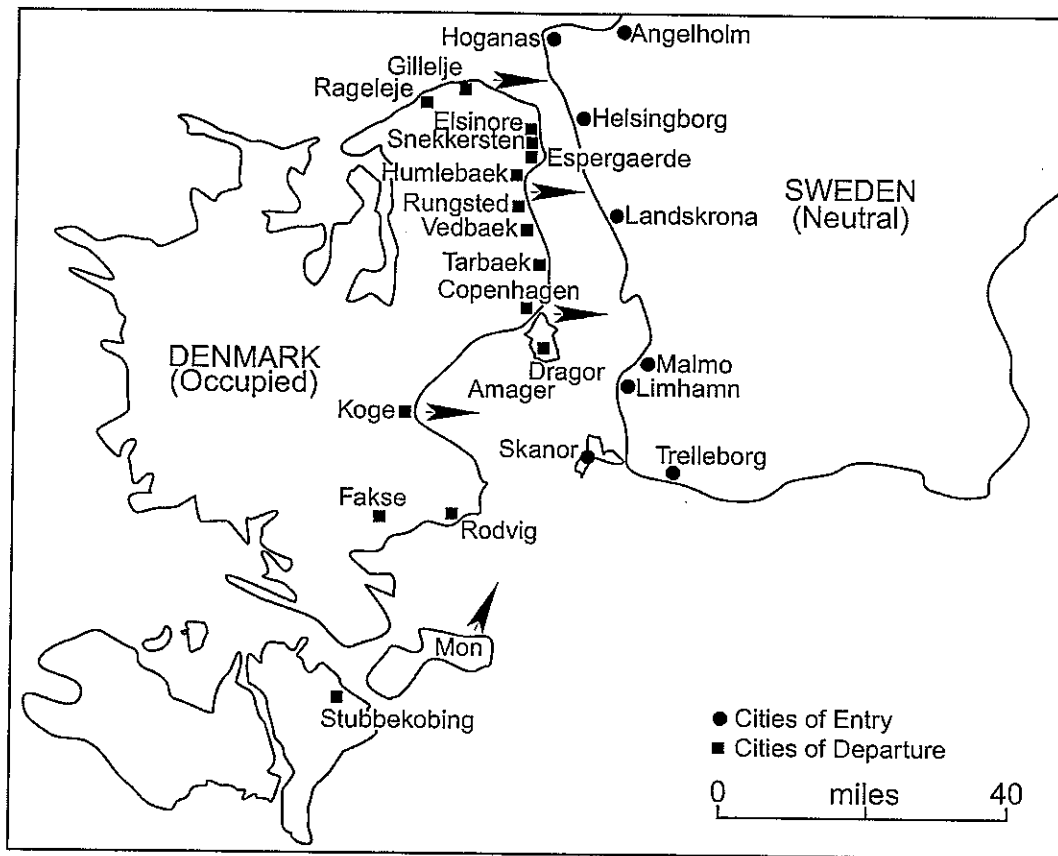 Hoganas
Angelholm
Gillelje
Rageleje
Elsinore
Helsingborg
Snekkersten
Espergaerde
Humlebaek
SWEDEN
(Neutral)
Rungsted
Landskrona
Vedbaek
Tarbaek
Copenhagen
DENMARK
(Occupied)
Dragor
Malmo
Amager
Limhamn
Koge
Skanor
Trelleborg
Fakse
Rodvig
Mon
Stubbekobing
Cities of Entry
Cities of Departure
0 miles 40